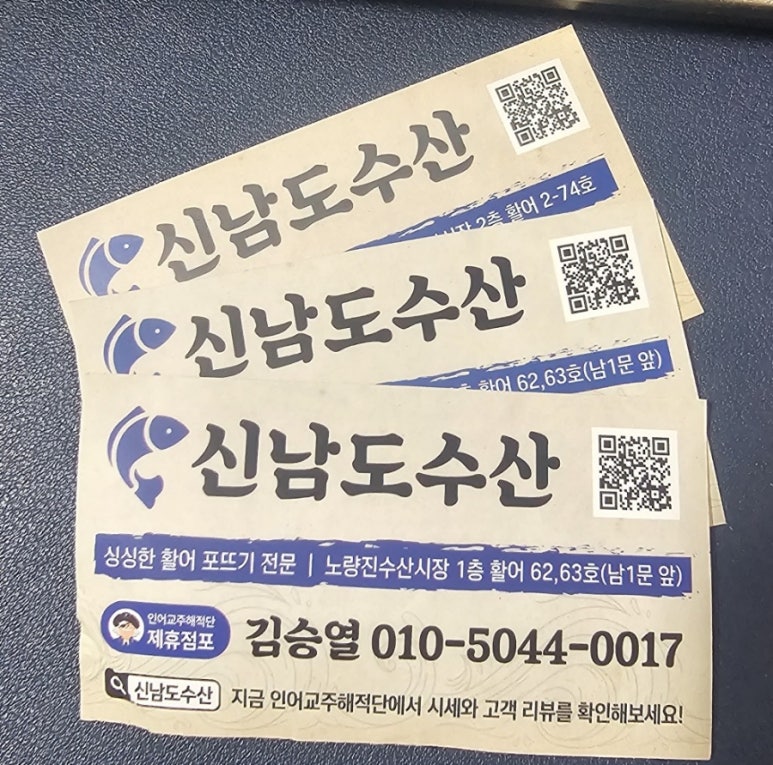 신남도수산
시장 2층 활어 2-74호
신남도수산
층 활어 62,63호(남1문 앞)
신남도수산
싱싱한 활어 포뜨기 전문 | 노량진수산시장 1층 활어 62,63호(남1문 앞)
인어교주해적단
제휴점포
김승열 010-5044-0017
신남도수산
지금 인어교주해적단에서 시세와 고객 리뷰를 확인해보세요!